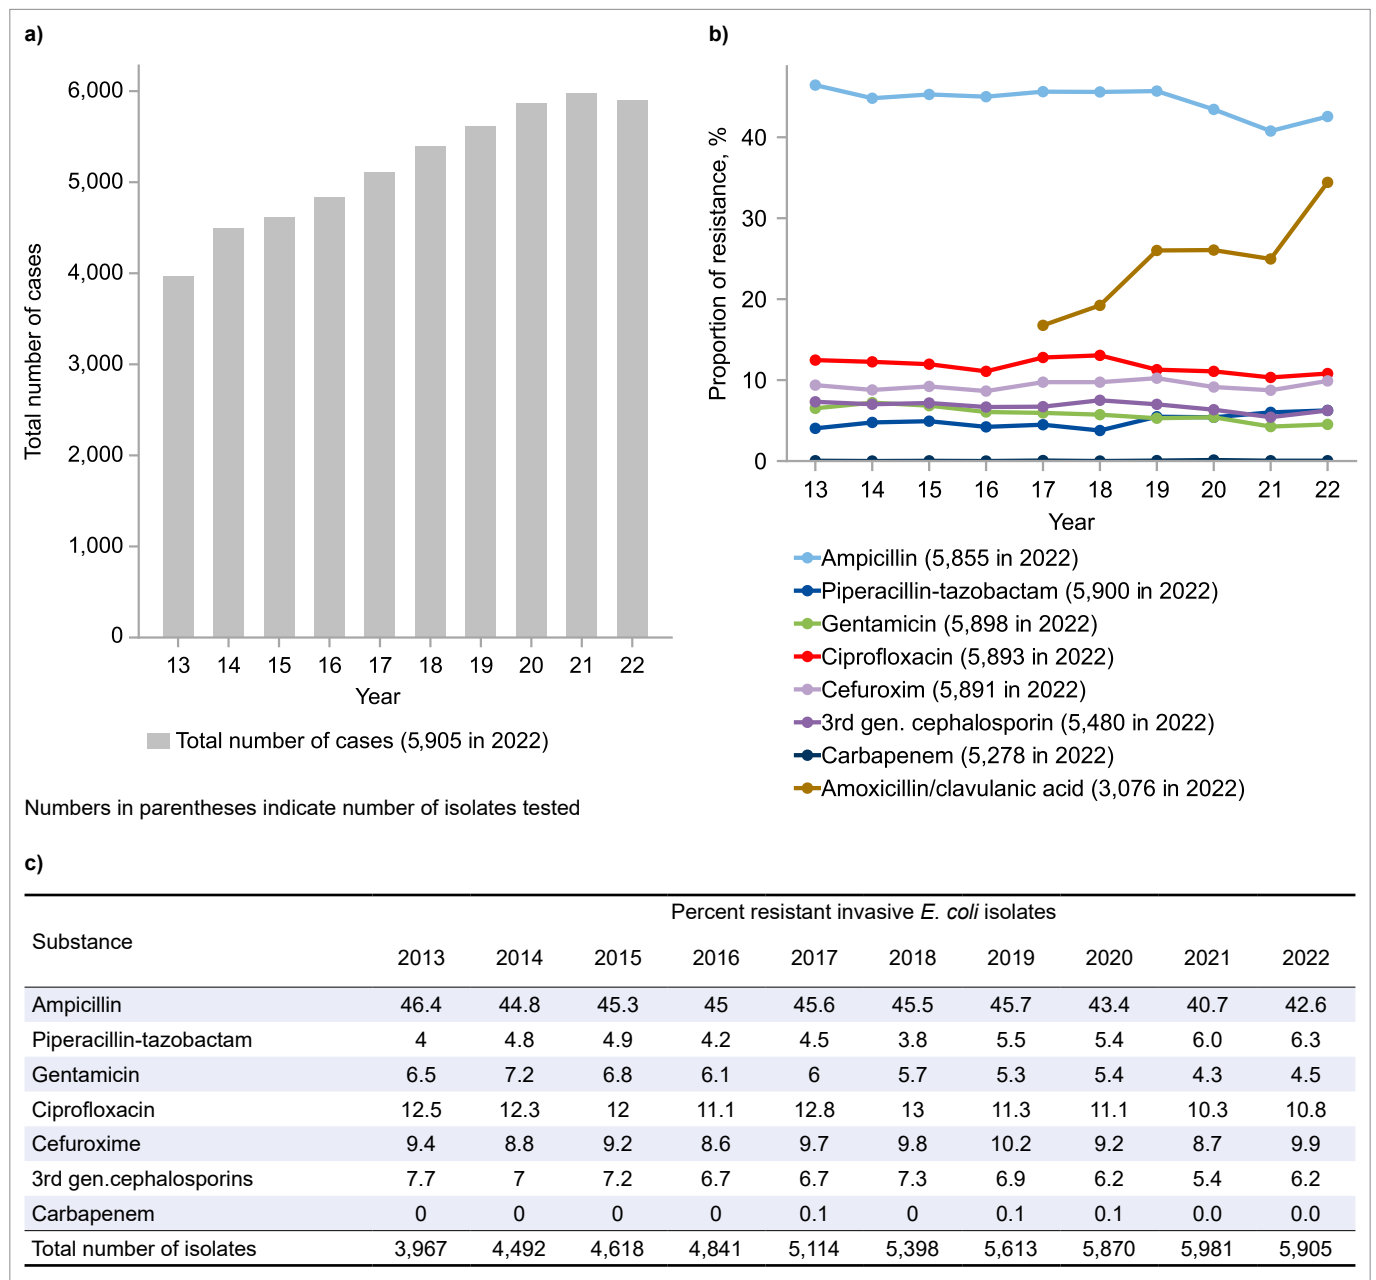 a)
6,000
5,000
4,000
3,000
2,000
1,000
0
Total number of cases
13 14 15 16 17 18 19 20 21 22
Year
Total number of cases (5,905 in 2022)
Numbers in parentheses indicate number of isolates tested
b)
40
30
20
10
0
Proportion of resistance, %
13 14 15 16 17 18 19 20 21 22
Year
Ampicillin (5,855 in 2022)
Piperacillin-tazobactam (5,900 in 2022)
Gentamicin (5,898 in 2022)
Ciprofloxacin (5,893 in 2022)
Cefuroxim (5,891 in 2022)
3rd gen. cephalosporin (5,480 in 2022)
Carbapenem (5,278 in 2022)
Amoxicillin/clavulanic acid (3,076 in 2022)
c)
Percent resistant invasive E. coli isolates
Substance
2013 2014 2015 2016 2017 2018 2019 2020 2021 2022
Ampicillin 46.4 44.8 45.3 45 45.6 45.5 45.7 43.4 40.7 42.6
Piperacillin-tazobactam 4 4.8 4.9 4.2 4.5 3.8 5.5 5.4 6.0 6.3
Gentamicin 6.5 7.2 6.8 6.1 6 5.7 5.3 5.4 4.3 4.5
Ciprofloxacin 12.5 12.3 12 11.1 12.8 13 11.3 11.1 10.3 10.8
Cefuroxime 9.4 8.8 9.2 8.6 9.7 9.8 10.2 9.2 8.7 9.9
3rd gen.cephalosporins 7.7 7 7.2 6.7 6.7 7.3 6.9 6.2 5.4 6.2
Carbapenem 0 0 0 0 0.1 0 0.1 0.1 0.0 0.0
Total number of isolates 3,967 4,492 4,618 4,841 5,114 5,398 5,613 5,870 5,981 5,905